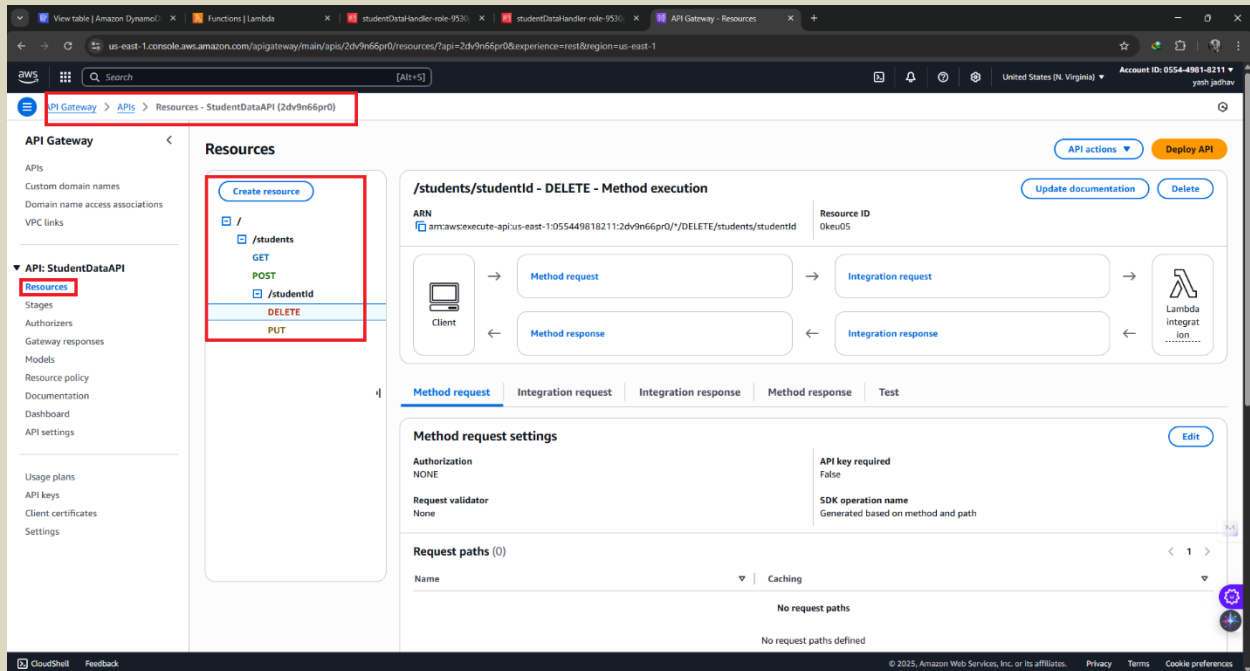 View table | Amazon DynamoD
Functions | Lambda
studentDataHandler-role-9530
studentDataHandler-role-9530
API Gateway - Resources
us-east-1.console.aws.amazon.com/apigateway/main/apis/2dv9n66pr0/resources/?api=2dv9n66pr0&experience=rest&region=us-east-1
aws
Search
[Alt+S]
United States (N. Virginia)
Account ID: 0554-4981-8211
yash jadhav
API Gateway > APIs > Resources - StudentDataAPI (2dv9n66pr0)
API Gateway
APIs
Custom domain names
Domain name access associations
VPC links
API: StudentDataAPI
Resources
Stages
Authorizers
Gateway responses
Models
Resource policy
Documentation
Dashboard
API settings
Usage plans
API keys
Client certificates
Settings
Resources
API actions
Deploy API
Create resource
/
/students
GET
POST
/studentId
DELETE
PUT
/students/studentId - DELETE - Method execution
Update documentation
Delete
ARN
arn:aws:execute-api:us-east-1:055449818211:2dv9n66pr0/*/DELETE/students/studentId
Resource ID
0keu05
Client
Method request
Integration request
Method response
Integration response
Lambda
integrat
ion
Method request
Integration request
Integration response
Method response
Test
Method request settings
Edit
Authorization
NONE
API key required
False
Request validator
None
SDK operation name
Generated based on method and path
Request paths (0)
< 1 >
Name
Caching
No request paths
No request paths defined
CloudShell
Feedback
© 2025, Amazon Web Services, Inc. or its affiliates.
Privacy
Terms
Cookie preferences